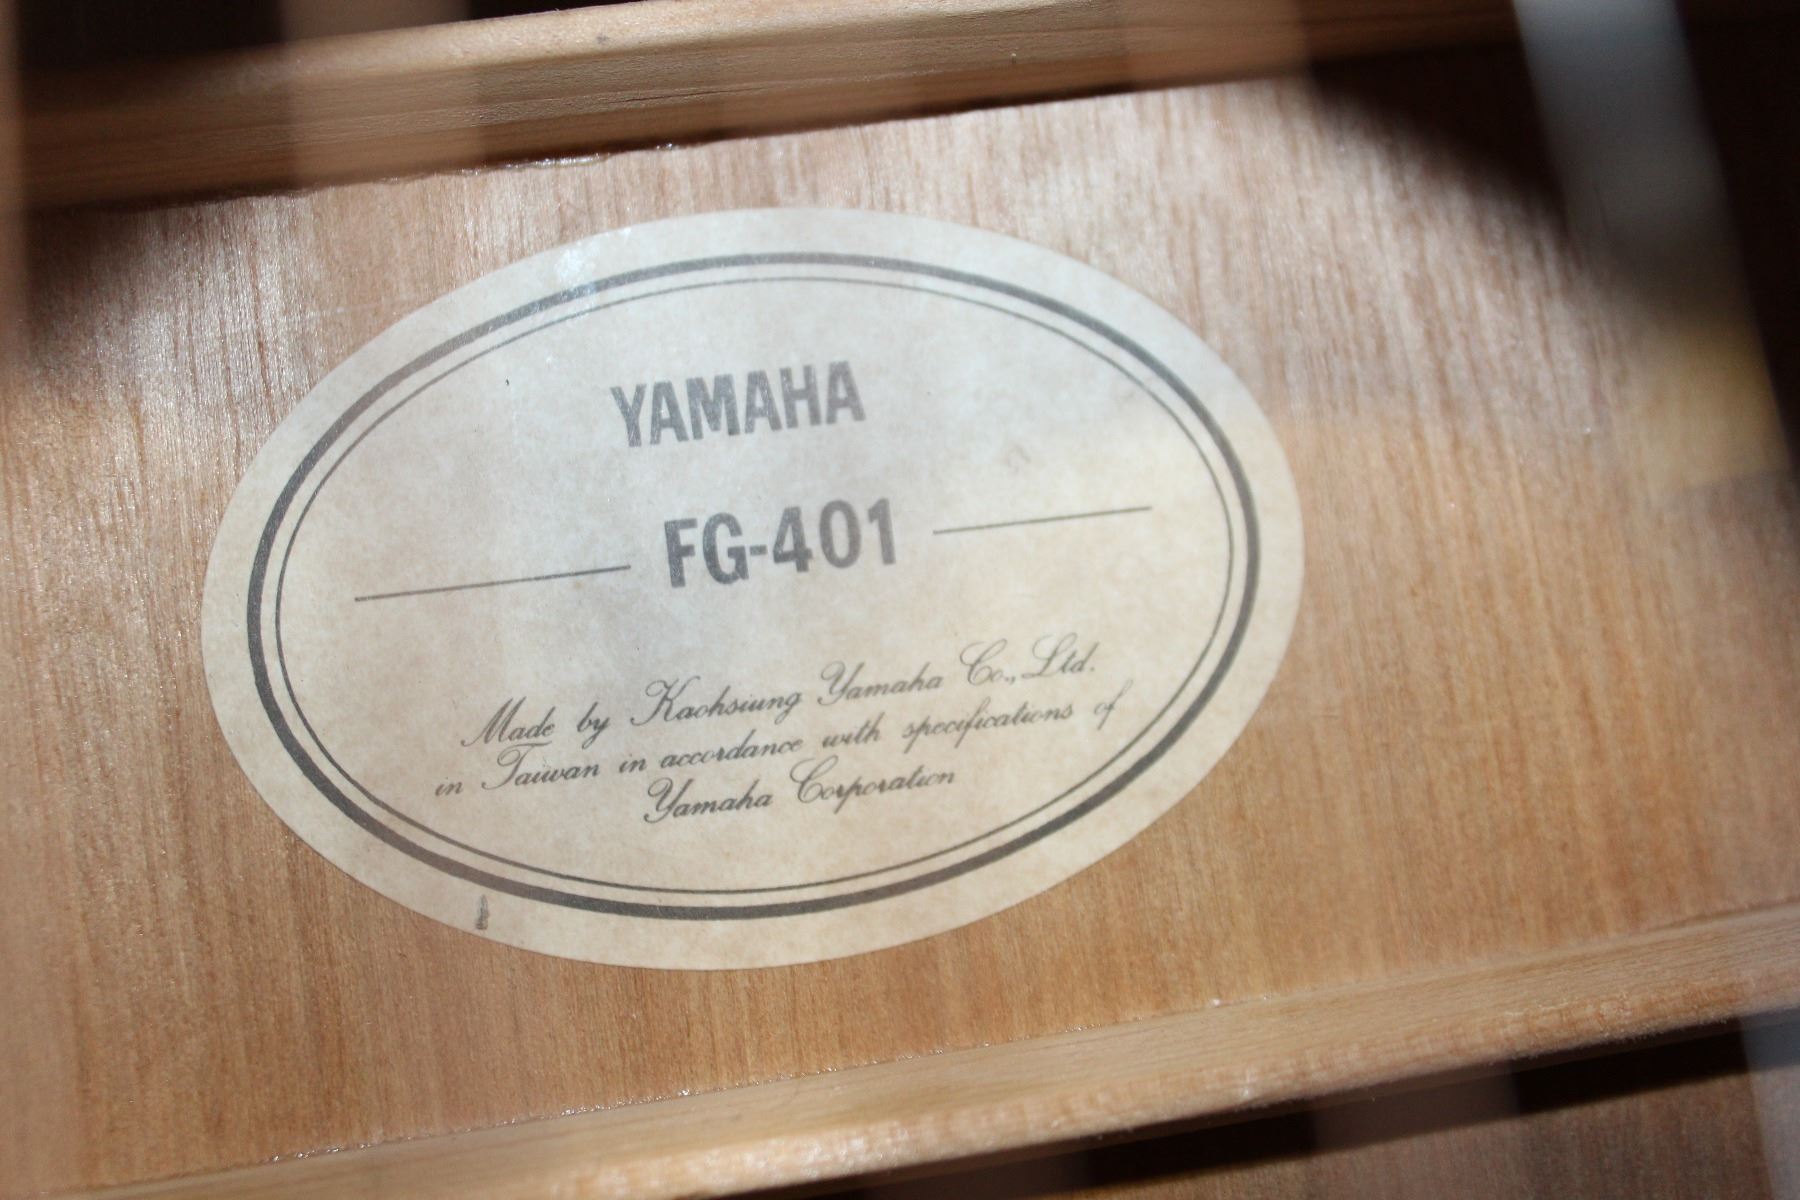 YAMAHA
FG-401
Made by Kaohsiung Yamaha Co., Ltd.
in Taiwan in accordance with specifications of
Yamaha Corporation